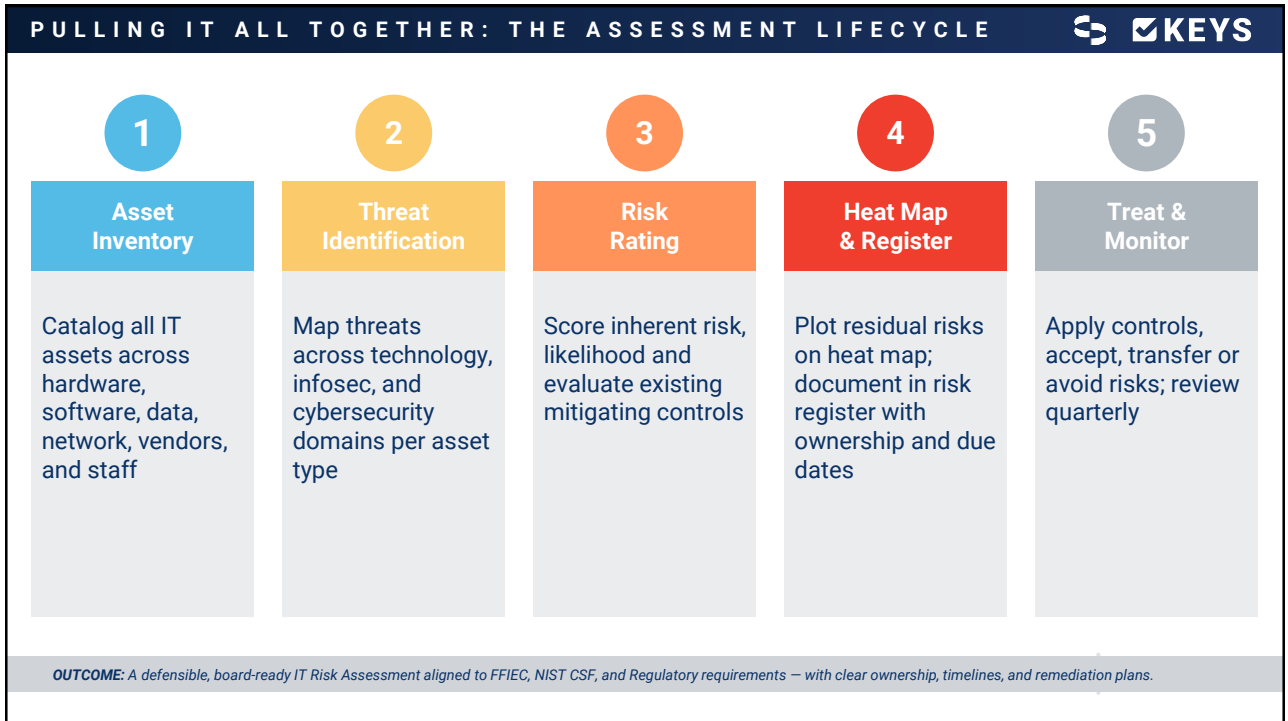 PULLING IT ALL TOGETHER: THE ASSESSMENT LIFECYCLE
KEYS
1
Asset
Inventory
Catalog all IT
assets across
hardware,
software, data,
network, vendors,
and staff
2
Threat
Identification
Map threats
across technology,
infosec, and
cybersecurity
domains per asset
type
3
Risk
Rating
Score inherent risk,
likelihood and
evaluate existing
mitigating controls
4
Heat Map
& Register
Plot residual risks
on heat map;
document in risk
register with
ownership and due
dates
5
Treat &
Monitor
Apply controls,
accept, transfer or
avoid risks; review
quarterly
OUTCOME: A defensible, board-ready IT Risk Assessment aligned to FFIEC, NIST CSF, and Regulatory requirements — with clear ownership, timelines, and remediation plans.